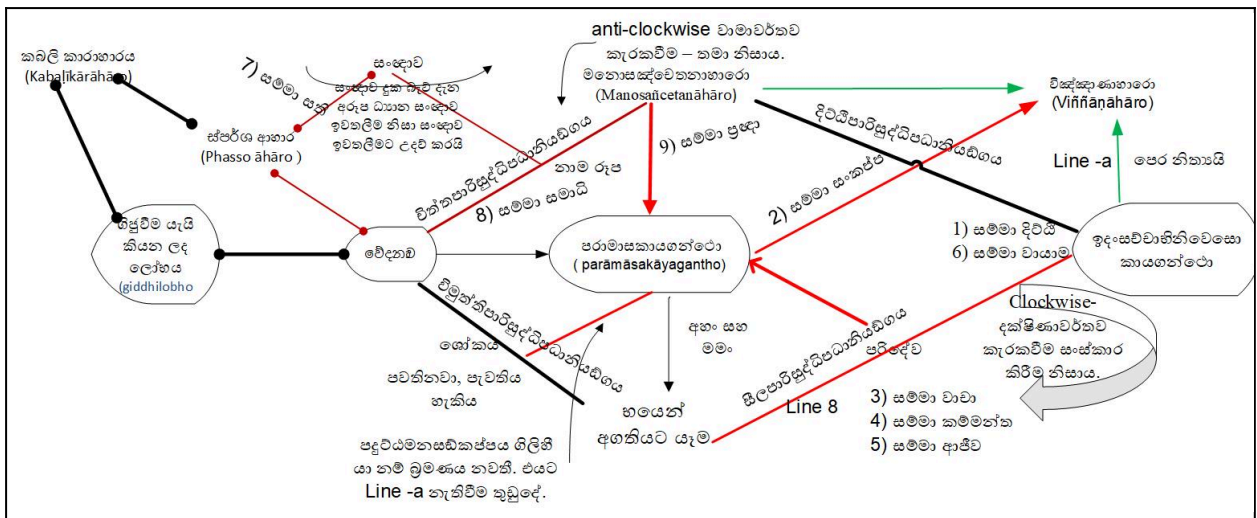 anti-clockwise වාමාවර්තව
කැරකවීම – තමා නිසාය.
මනොසඤ්චෙතනාහාරො
(Manosañcetanāhāro)
කබලි කාරාහාරය
(Kabaḷīkārāhāro)
7) සම්මා සති
සංඥාව
සංඥාව දුක බැව් දැන
අරූප ධ්‍යාන සංඥාව
ඉවතලීම නිසා සංඥාව
ඉවතලීමට උදව් කරයි
ස්පර්ශ ආහාර
(Phasso āhāro )
විඤ්ඤාණාහාරො
(Viññāṇāhāro)
දිට්ඨිපාරිසුද්ධිපධානියඞ්ගය
Line -a
පෙර නිත්‍යයි
9) සම්මා ප්‍රඥා
2) සම්මා සංකප්ප
චිත්තපාරිසුද්ධිපධානියඞ්ගය
නාම රූප
8) සම්මා සමාධි
ගිජුවීම යැයි
කියන ලද
ලෝභය
(giddhilobho
වේදනාව
පරාමාසකායගන්ථො
( parāmāsakāyagantho)
1) සම්මා දිට්ඨි
6) සම්මා වායාම
ඉදංසච්චාභිනිවෙසො
කායගන්ථො
විමුත්තිපාරිසුද්ධිපධානියඞ්ගය
ශෝකය
පවතිනවා, පැවතිය
හැකිය
අහං සහ
මමං
සීලපාරිසුද්ධිපධානියඞ්ගය
පරිදේව
Line 8
Clockwise-
දක්ෂිණාවර්තව
කැරකවීම සංස්කාර
කිරීම නිසාය.
3) සම්මා වාචා
4) සම්මා කම්මන්ත
5) සම්මා ආජීව
භයෙන්
අගතියට යෑම
පදුට්ඨමනසඞ්කප්පය ගිලිහී
යා නම් බ්‍රමණය නවතී. එයට
Line -a නැතිවීම තුඩුදේ.